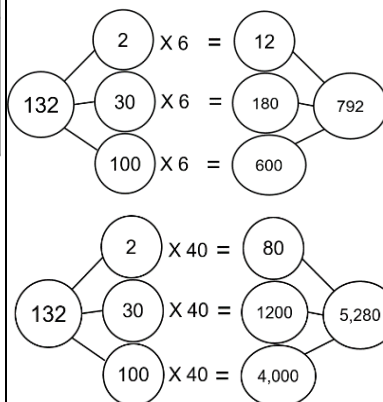 2 X 6 = 12
132 30 X 6 = 180 792
100 X 6 = 600
2 X 40 = 80
132 30 X 40 = 1200 5,280
100 X 40 = 4,000